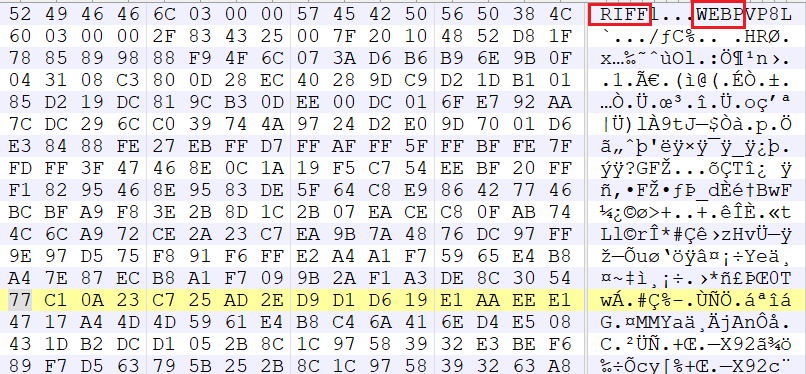 52 49 46 46 6C 03 00 00 57 45 42 50 56 50 38 4C RIFFl...WEBPVP8L
60 03 00 00 2F 83 43 25 00 7F 20 10 48 52 D8 1F `.../ƒC%.. .HRØ.
78 85 89 98 88 F9 4F 6C 07 3A D6 B6 B9 6E 9B 0F x…‰˜ˆùOl.:Ö¶¹n›.
04 31 08 C3 80 0D 28 EC 40 28 9D C9 D2 1D B1 01 .1.Ã€.(ì@(.ÉÒ.±.
85 D2 19 DC 81 9C B3 0D EE 00 DC 01 6F E7 92 AA …Ò.Ü.œ³.î.Ü.oç’ª
7C DC 29 6C C0 39 74 4A 97 24 D2 E0 9D 70 01 D6 |Ü)lÀ9tJ—$Òà.p.Ö
E3 84 88 FE 27 EB FF D7 FF AF FF 5F FF BF FE 7F ã„ˆþ'ëÿ×ÿ¯ÿ_ÿ¿þ.
FD FF 3F 47 46 8E 0C 1A 19 F5 C7 54 EE BF 20 FF ýÿ?GFŽ...õÇTî¿ ÿ
F1 82 95 46 8E 95 83 DE 5F 64 C8 E9 86 42 77 46 ñ‚•FŽ•ƒÞ_dÈé†BwF
BC BF A9 F8 3E 2B 8D 1C 2B 07 EA CE C8 0F AB 74 ¼¿©ø>+..+.êÎÈ.«t
4C 6C A9 72 CE 2A 23 C7 EA 9B 7A 48 76 DC 97 FF Ll©rÎ*#Çê›zHvÜ—ÿ
9E 97 D5 75 F8 91 F6 FF E2 A4 A1 F7 59 65 E4 B8 ž—Õuø‘öÿâ¤¡÷Yeä¸
A4 7E 87 EC B8 A1 F7 09 9B 2A F1 A3 DE 8C 30 54 ¤~‡ì¸¡÷.›*ñ£ÞŒ0T
77 C1 0A 23 C7 25 AD 2E D9 D1 D6 19 E1 AA EE E1 wÁ.#Ç%-.ÙÑÖ.áªîá
47 17 A4 4D 4D 59 61 E4 B8 C4 6A 41 6E D4 E5 08 G.¤MMYaä¸ÄjAnÔå.
43 1D B2 DC D1 05 2B 8C 1C 97 58 39 32 E3 BE F6 C.²ÜÑ.+Œ.—X92ã¾ö
89 F7 D5 63 79 5B 25 2B 8C 1C 97 58 39 32 63 A8 ‰÷Õcy[%+Œ.—X92c¨